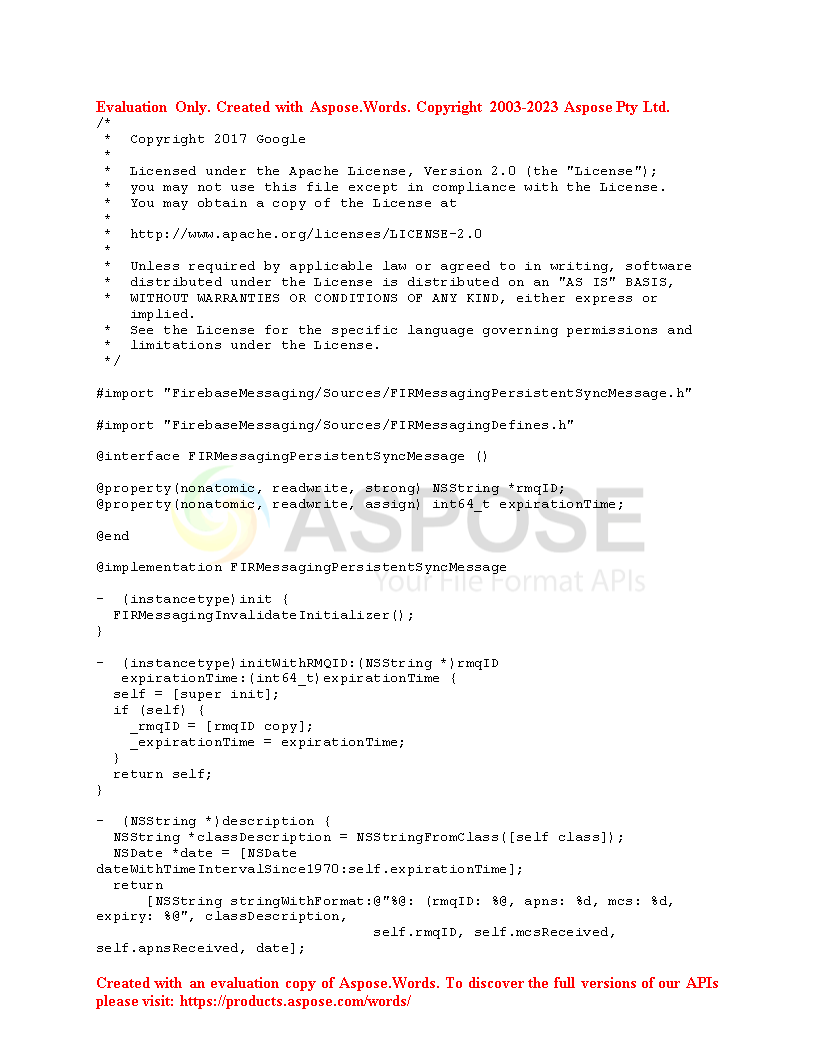 Evaluation Only. Created with Aspose.Words. Copyright 2003-2023 Aspose Pty Ltd.
/*
 *  Copyright 2017 Google
 *
 *  Licensed under the Apache License, Version 2.0 (the "License");
 *  you may not use this file except in compliance with the License.
 *  You may obtain a copy of the License at
 *
 *  http://www.apache.org/licenses/LICENSE-2.0
 *
 *  Unless required by applicable law or agreed to in writing, software
 *  distributed under the License is distributed on an "AS IS" BASIS,
 *  WITHOUT WARRANTIES OR CONDITIONS OF ANY KIND, either express or
    implied.
 *  See the License for the specific language governing permissions and
 *  limitations under the License.
 */

#import "FirebaseMessaging/Sources/FIRMessagingPersistentSyncMessage.h"

#import "FirebaseMessaging/Sources/FIRMessagingDefines.h"

@interface FIRMessagingPersistentSyncMessage ()

@property(nonatomic, readwrite, strong) NSString *rmqID;
@property(nonatomic, readwrite, assign) int64_t expirationTime;
ASPOSE

@end

@implementation FIRMessagingPersistentSyncMessage
Your File Format APIs

-  (instancetype)init {
  FIRMessagingInvalidateInitializer();
}

-  (instancetype)initWithRMQID:(NSString *)rmqID
   expirationTime:(int64_t)expirationTime {
  self = [super init];
  if (self) {
    _rmqID = [rmqID copy];
    _expirationTime = expirationTime;
  }
  return self;
}

-  (NSString *)description {
  NSString *classDescription = NSStringFromClass([self class]);
  NSDate *date = [NSDate
dateWithTimeIntervalSince1970:self.expirationTime];
  return
      [NSString stringWithFormat:@"%@: (rmqID: %@, apns: %d, mcs: %d,
expiry: %@", classDescription,
                                 self.rmqID, self.mcsReceived,
self.apnsReceived, date];

Created with an evaluation copy of Aspose.Words. To discover the full versions of our APIs
please visit: https://products.aspose.com/words/